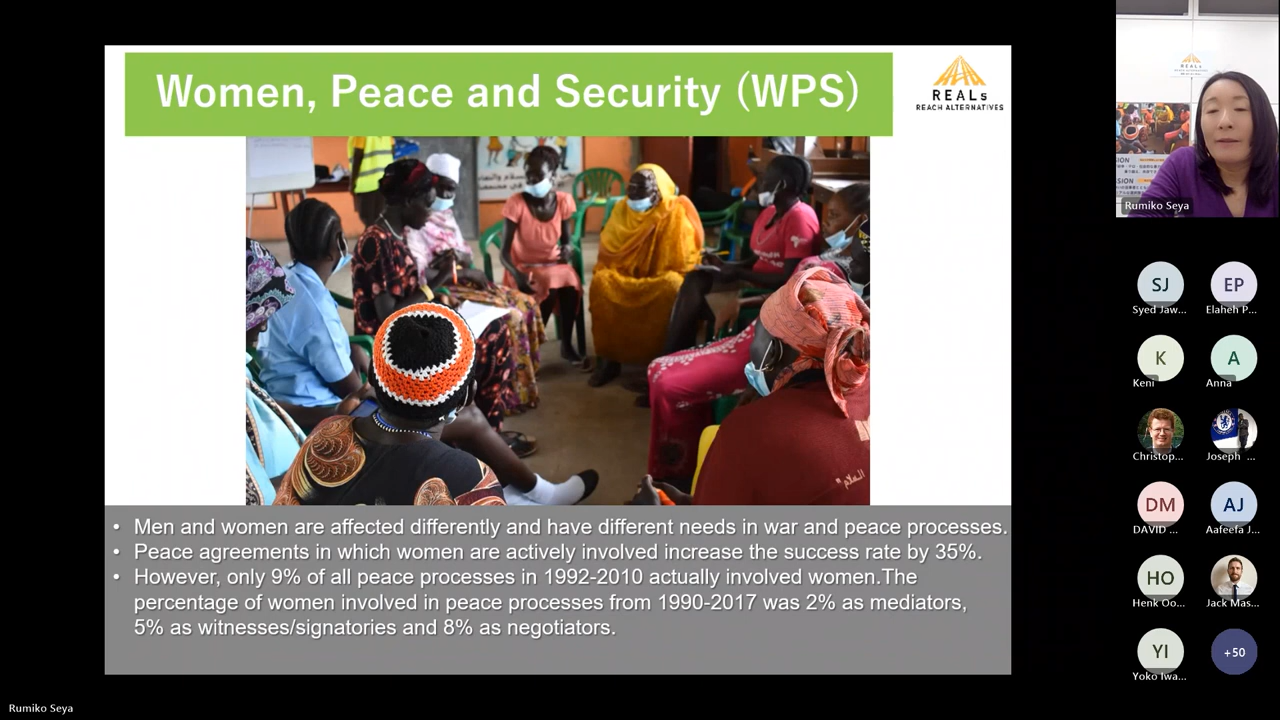 Women, Peace and Security (WPS)
REALs
REACH ALTERNATIVES
• Men and women are affected differently and have different needs in war and peace processes.
• Peace agreements in which women are actively involved increase the success rate by 35%.
• However, only 9% of all peace processes in 1992-2010 actually involved women.The
percentage of women involved in peace processes from 1990-2017 was 2% as mediators,
5% as witnesses/signatories and 8% as negotiators.
REALs
Rumiko Seya
SJ
Syed Jaw...
EP
Elaheh P...
K
Keni
A
Anna
Christop...
Joseph ...
DM
DAVID ...
AJ
Aafeefa J...
HO
Henk Oo...
Jack Mas...
YI
Yoko Iwa...
+50
Rumiko Seya